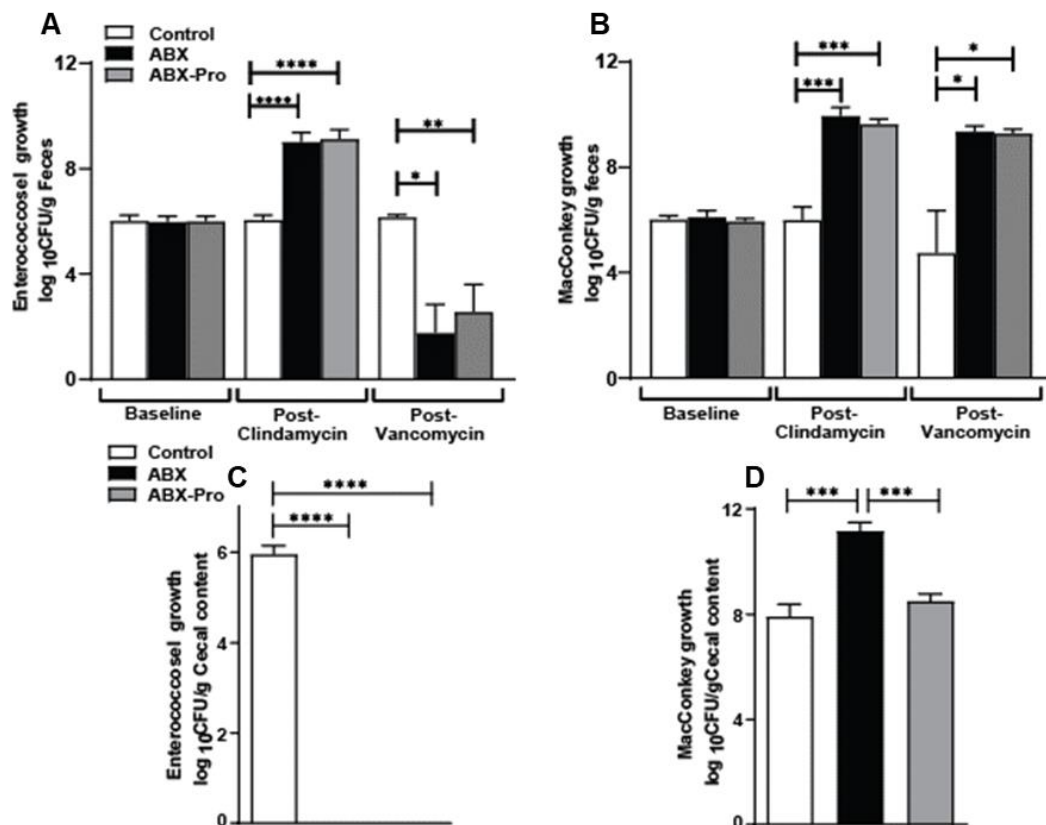 A
Control
ABX
ABX-Pro
Enterococcosel growth
log 10CFU/g Feces
12
8
4
0
****
****
**
*
Baseline
Post-
Clindamycin
Post-
Vancomycin
B
MacConkey growth
log 10CFU/g feces
12
8
4
0
***
***
*
*
Baseline
Post-
Clindamycin
Post-
Vancomycin
Control
ABX
ABX-Pro
C
Enterococcosel growth
log 10CFU/g Cecal content
6
4
2
0
****
****
D
MacConkey growth
log 10CFU/gCecal content
12
8
4
0
***
***